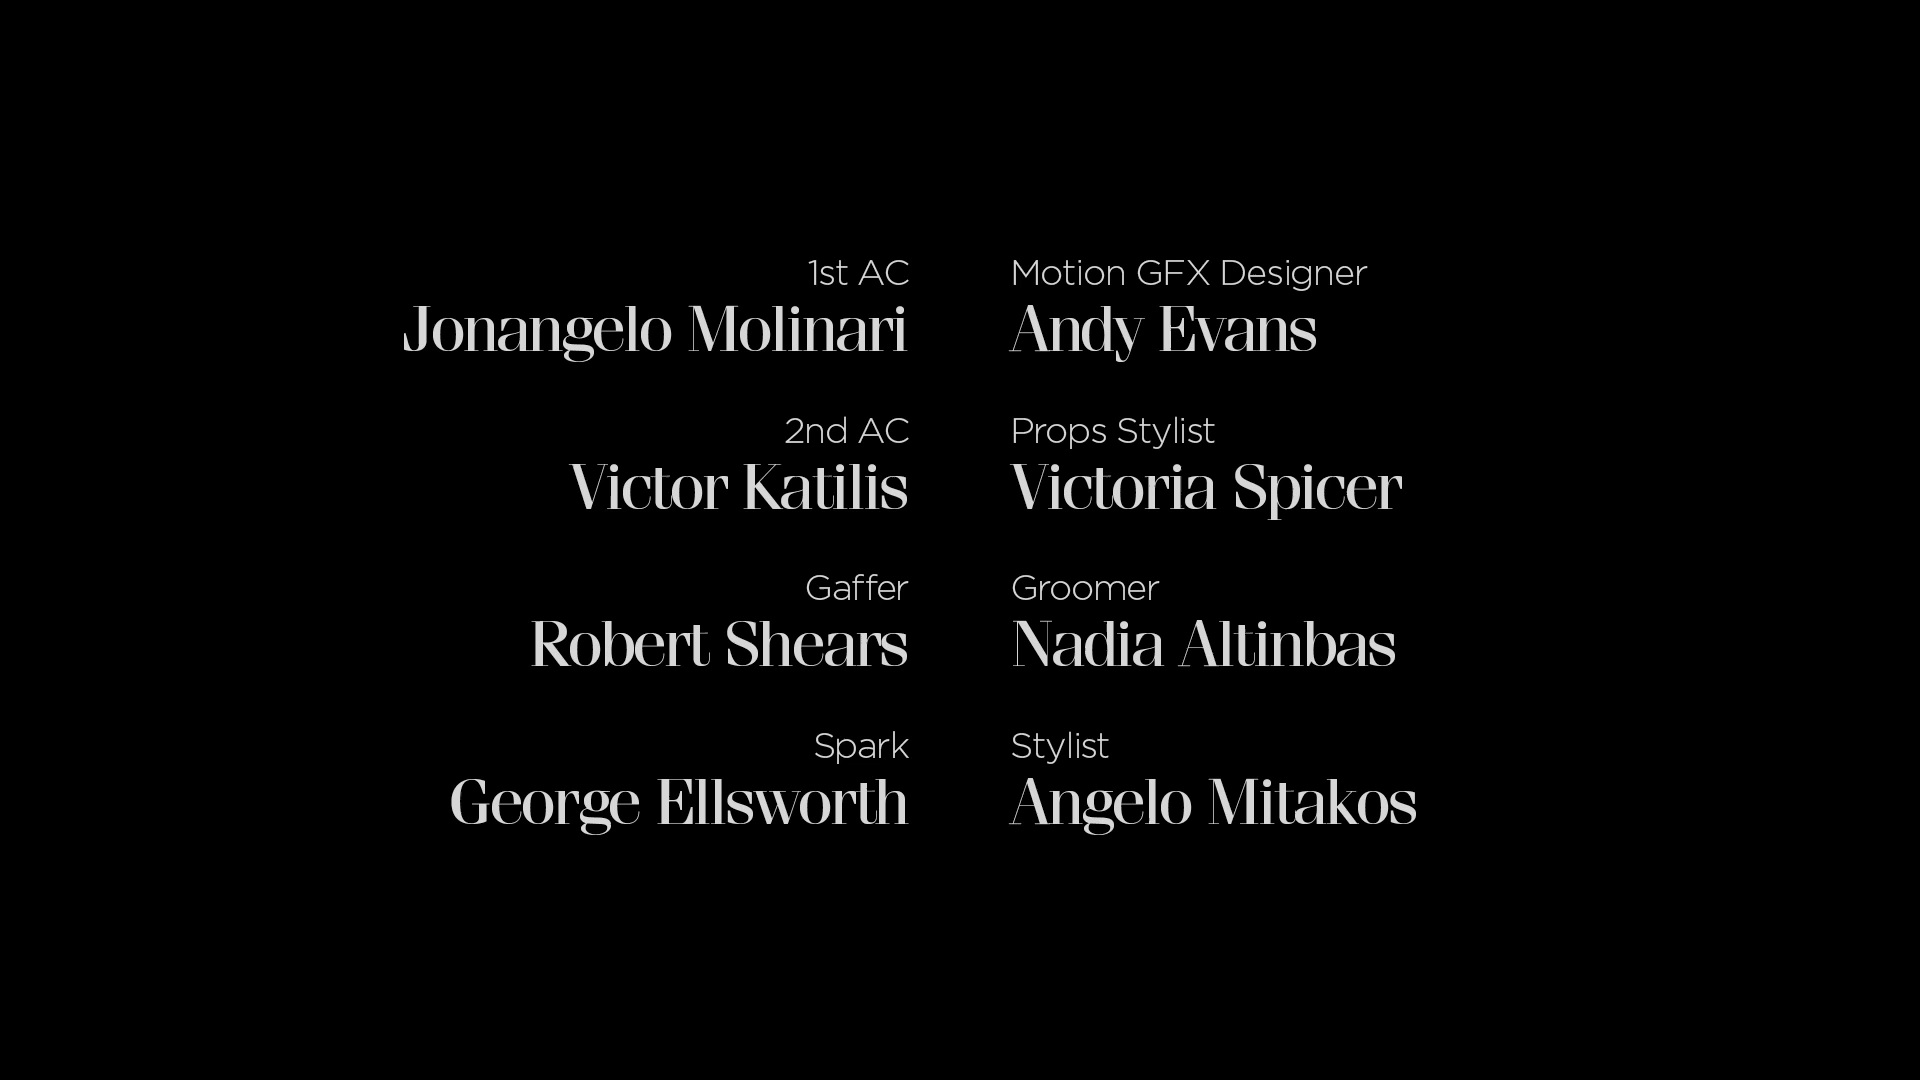 1st AC
Jonangelo Molinari
2nd AC
Victor Katilis
Gaffer
Robert Shears
Spark
George Ellsworth
Motion GFX Designer
Andy Evans
Props Stylist
Victoria Spicer
Groomer
Nadia Altinbas
Stylist
Angelo Mitakos